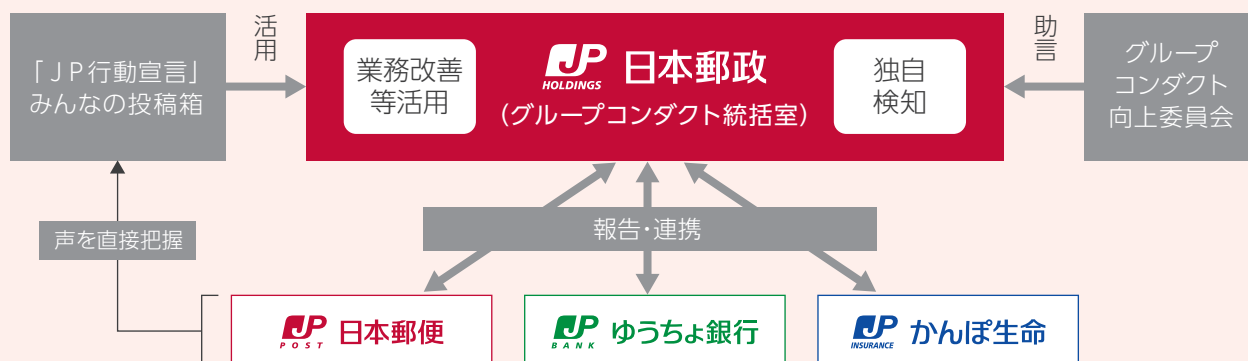 「JP行動宣言」
みんなの投稿箱
活用
業務改善
等活用
JP
HOLDINGS
日本郵政
(グループコンダクト統括室)
独自
検知
助言
グループ
コンダクト
向上委員会
声を直接把握
報告・連携
JP
POST
日本郵便
JP
BANK
ゆうちょ銀行
JP
INSURANCE
かんぽ生命